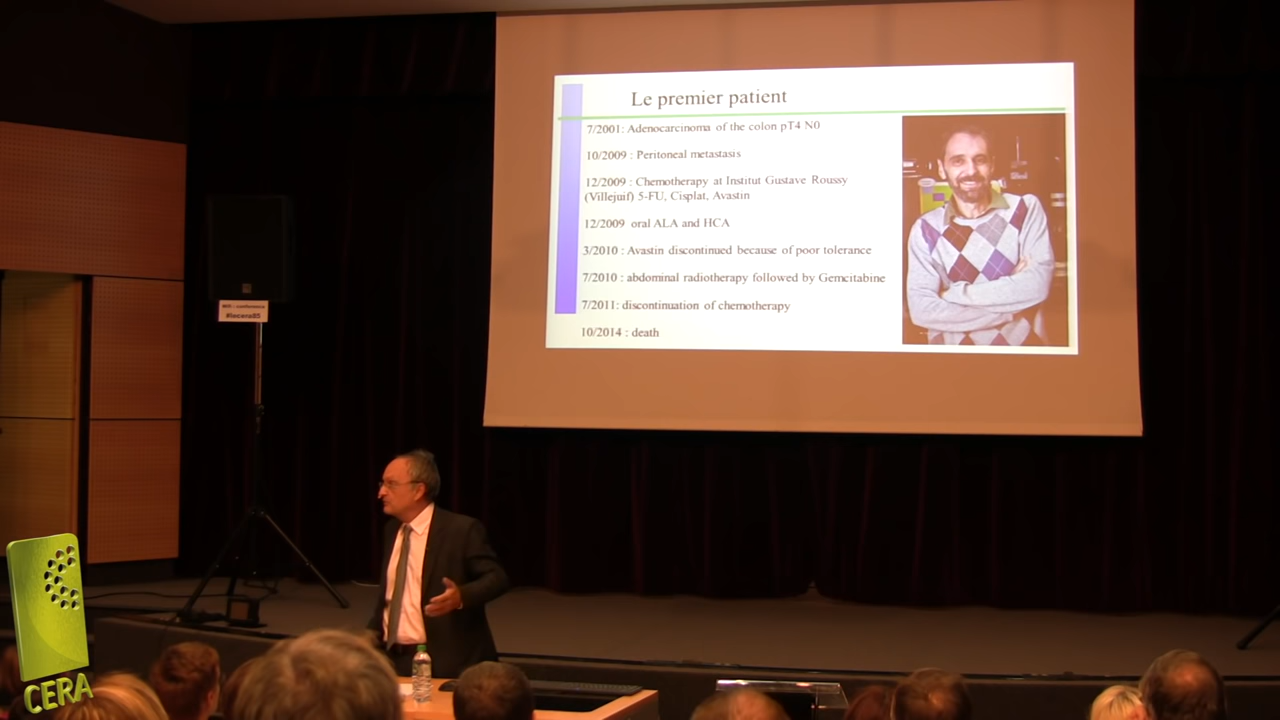 Le premier patient
7/2001: Adenocarcinoma of the colon pT4 N0
10/2009 : Peritoneal metastasis
12/2009 : Chemotherapy at Institut Gustave Roussy
(Villejuif) 5-FU, Cisplat, Avastin
12/2009 oral ALA and HCA
3/2010 : Avastin discontinued because of poor tolerance
7/2010 : abdominal radiotherapy followed by Gemcitabine
7/2011: discontinuation of chemotherapy
10/2014 : death
conférence
#lecera85
CERA